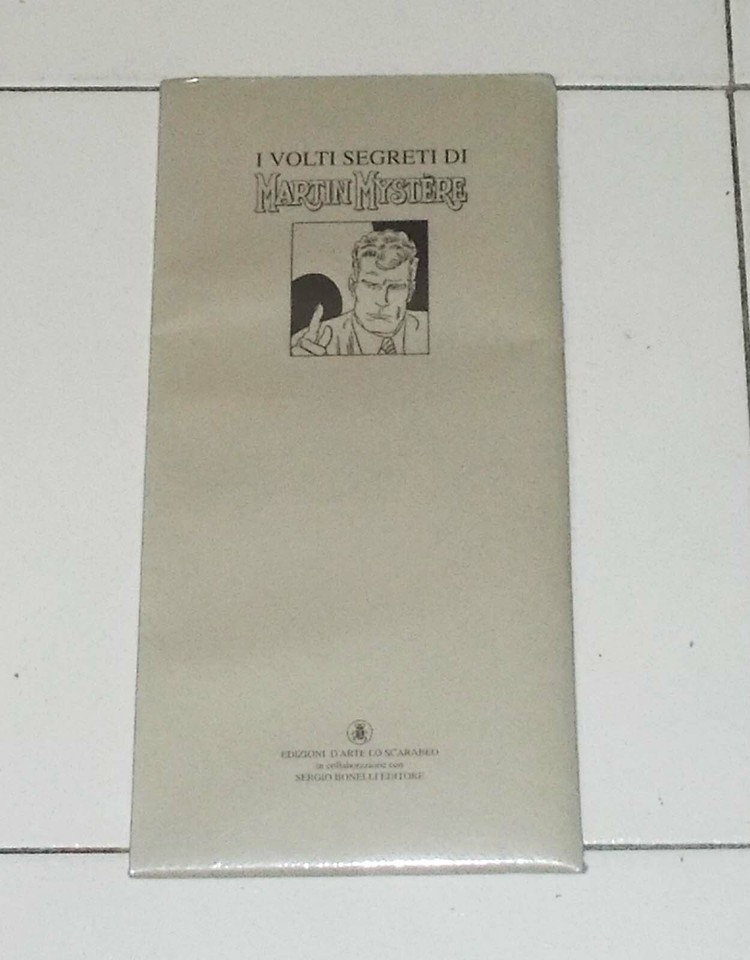 I VOLTI SEGRETI DI
MARTIN MYSTÈRE
EDIZIONI D'ARTE LO SCARABEO
in collaborazione con
SERGIO BONELLI EDITORE